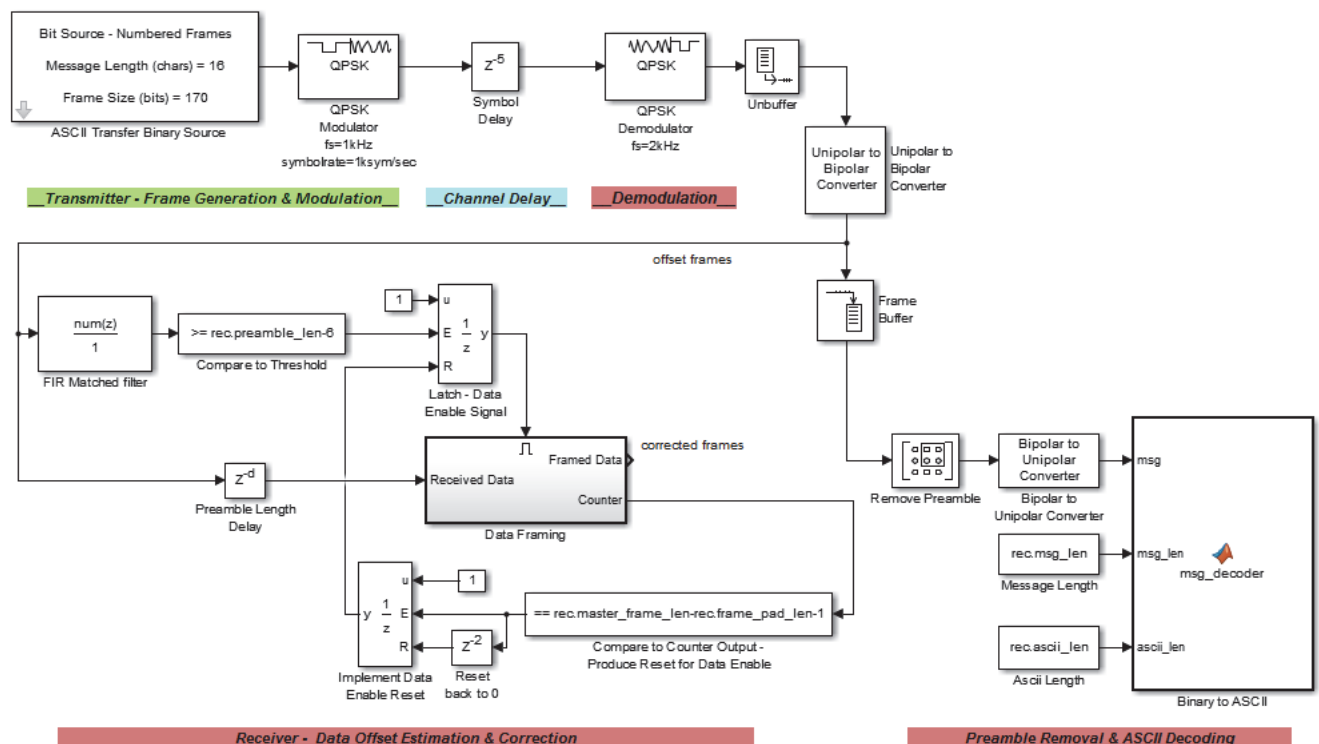 Bit Source - Numbered Frames
Message Length (chars) = 16
Frame Size (bits) = 170
ASCII Transfer Binary Source
QPSK
QPSK
Modulator
fs=1kHz
symbolrate=1ksym/sec
z-5
Symbol
Delay
QPSK
QPSK
Demodulator
fs=2kHz
Unbuffer
Unipolar to
Bipolar
Converter
Unipolar to
Bipolar
Converter
__Transmitter - Frame Generation & Modulation__
__Channel Delay__
__Demodulation__
offset frames
Frame
Buffer
num(z)
1
FIR Matched filter
>= rec.preamble_len-6
Compare to Threshold
1
u
E
R
1
z
y
Latch - Data
Enable Signal
corrected frames
Received Data
Framed Data
Counter
Data Framing
z-d
Preamble Length
Delay
Remove Preamble
Bipolar to
Unipolar
Converter
Bipolar to
Unipolar Converter
rec.msg_len
Message Length
rec.ascii_len
Ascii Length
msg
msg_len
ascii_len
msg_decoder
Binary to ASCII
1
u
E
R
y
1
z
Implement Data
Enable Reset
z-2
Reset
back to 0
== rec.master_frame_len-rec.frame_pad_len-1
Compare to Counter Output -
Produce Reset for Data Enable
Receiver - Data Offset Estimation & Correction
Preamble Removal & ASCII Decoding